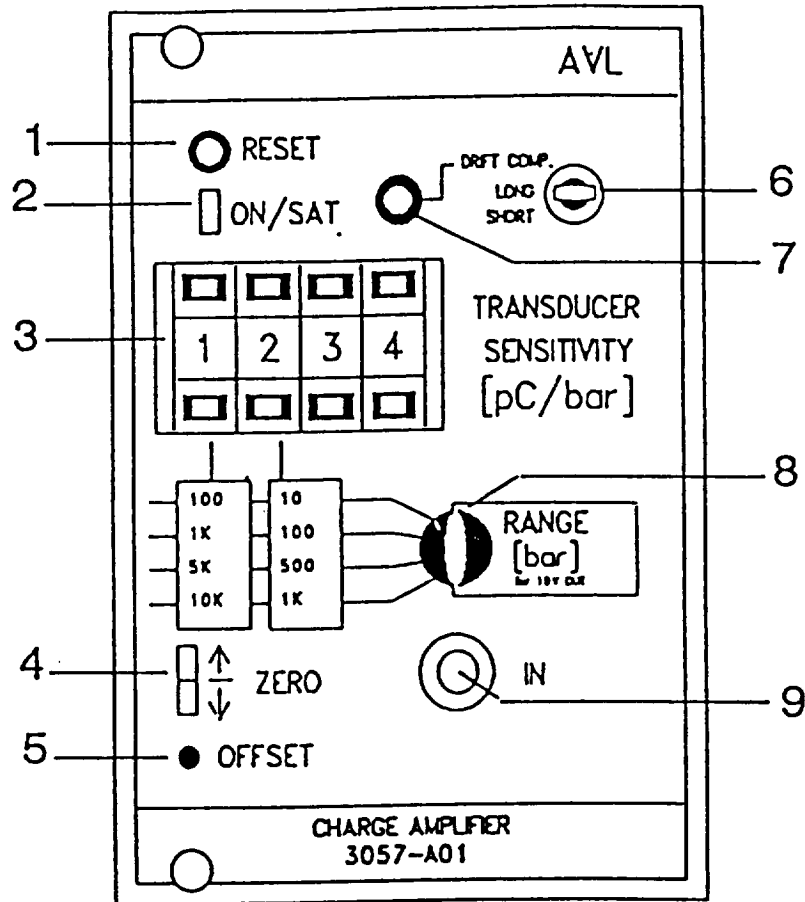 AVL
1 RESET
2 ON/SAT.
DRFT COMP.
LONG
SHORT
6
7
3 1 2 3 4
TRANSDUCER
SENSITIVITY
[pC/bar]
100 10
1K 100
5K 500
10K 1K
8
RANGE
[bar]
4 ZERO
IN
9
5 OFFSET
CHARGE AMPLIFIER
3057-A01